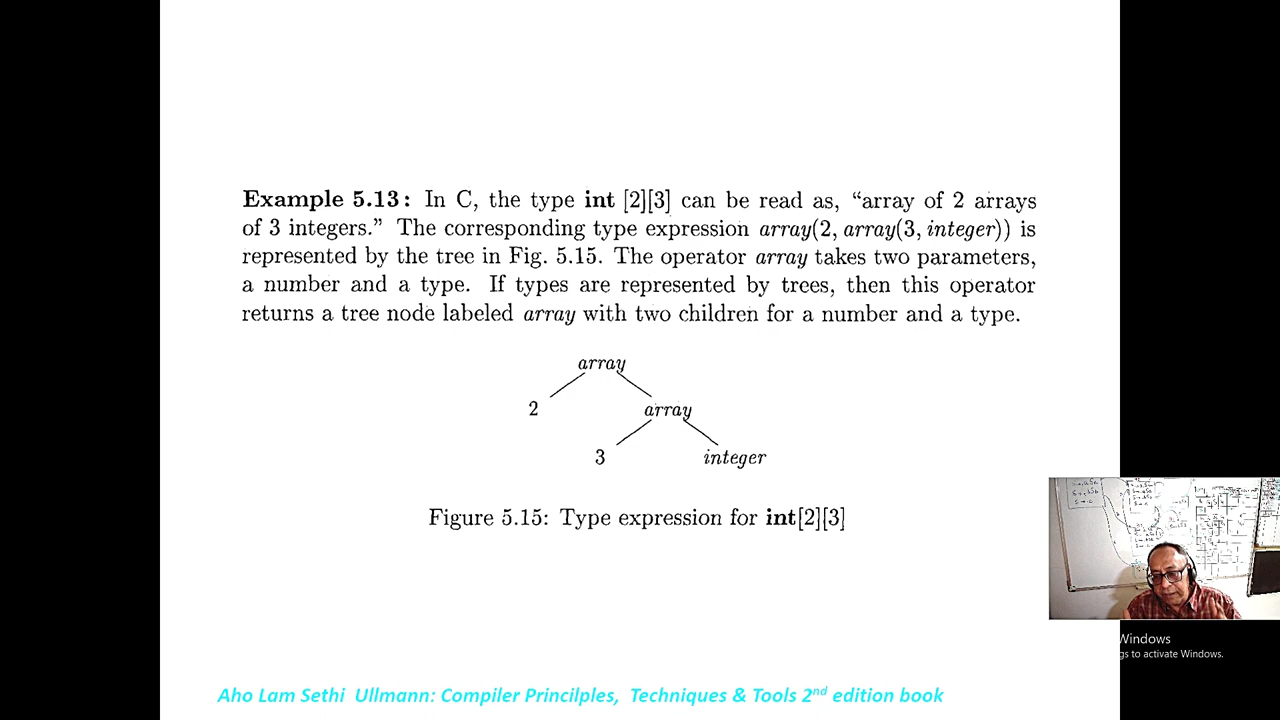 Example 5.13: In C, the type int [2][3] can be read as, "array of 2 arrays
of 3 integers." The corresponding type expression array(2, array(3, integer)) is
represented by the tree in Fig. 5.15. The operator array takes two parameters,
a number and a type. If types are represented by trees, then this operator
returns a tree node labeled array with two children for a number and a type.
array
2 array
3 integer
Figure 5.15: Type expression for int[2][3]
Windows
gs to activate Windows.
Aho Lam Sethi Ullmann: Compiler Princilples, Techniques & Tools 2nd edition book